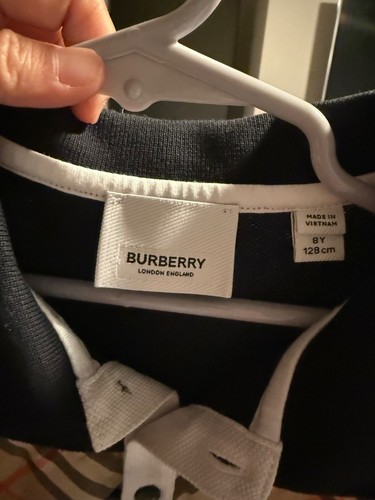 BURBERRY
LONDON ENGLAND
MADE IN
VIETNAM
8Y
128cm